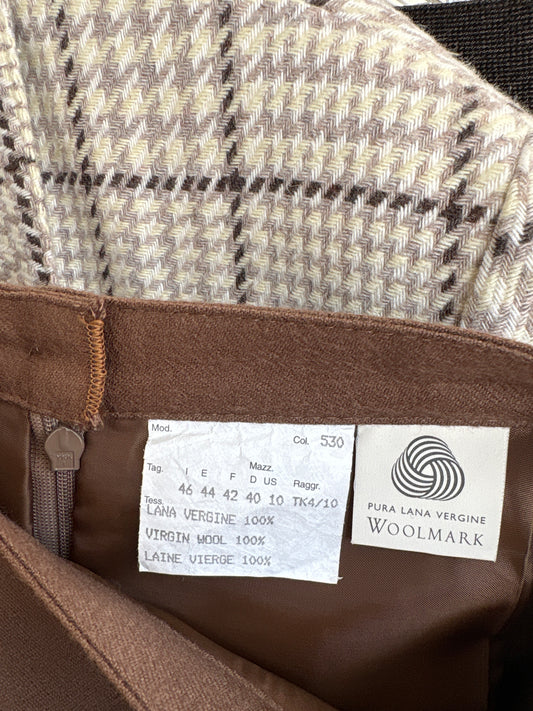 Mod.
Col. 530
Tag. I E F D US Mazz. Raggr.
46 44 42 40 10 TK4/10
Tess.
LANA VERGINE 100%
VIRGIN WOOL 100%
LAINE VIERGE 100%
PURA LANA VERGINE
WOOLMARK